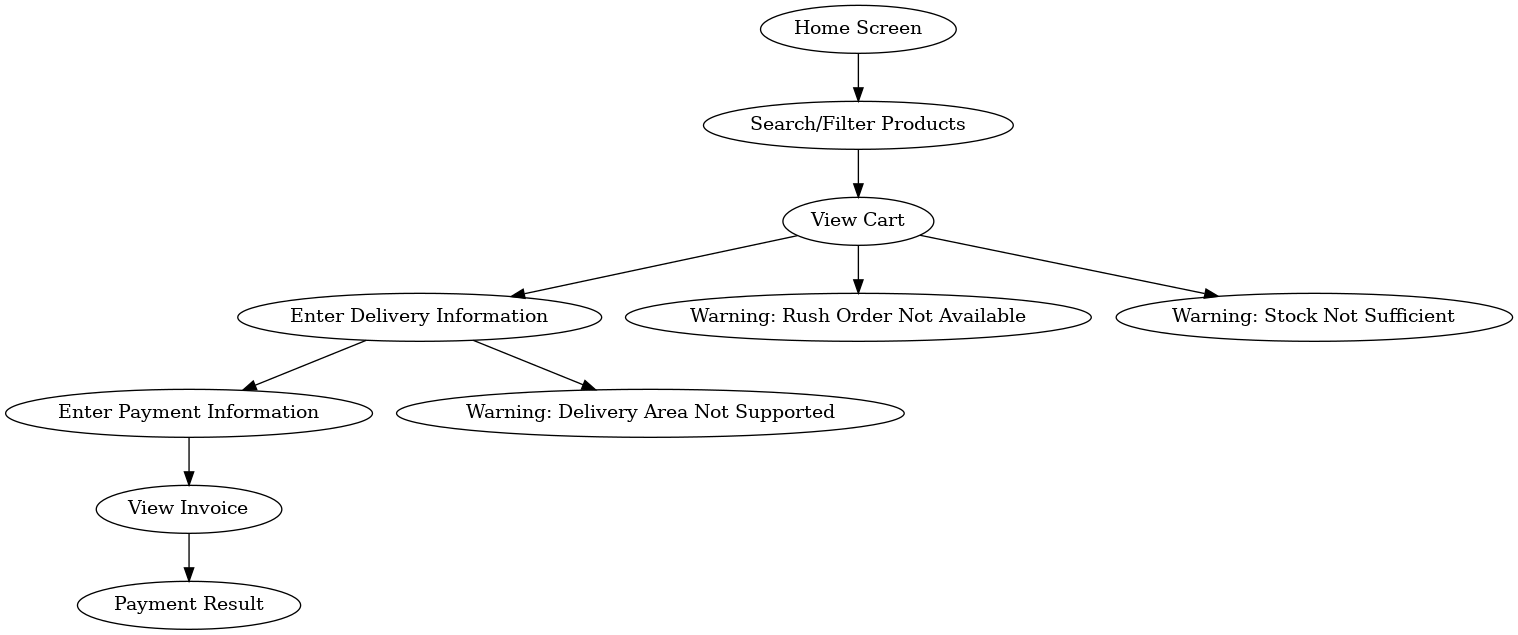 Home Screen
Search/Filter Products
View Cart
Enter Delivery Information
Warning: Rush Order Not Available
Warning: Stock Not Sufficient
Enter Payment Information
Warning: Delivery Area Not Supported
View Invoice
Payment Result